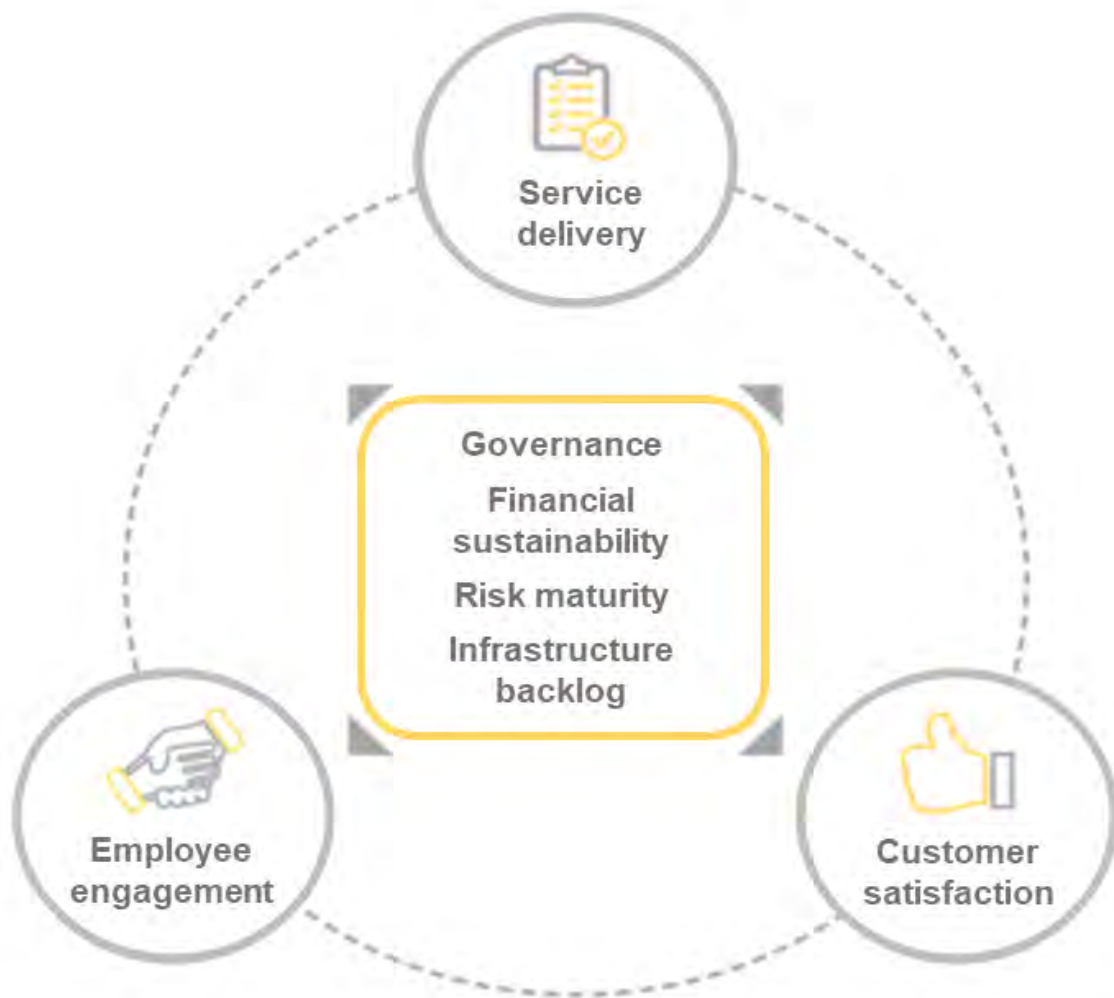 Service
delivery
Governance
Financial
sustainability
Risk maturity
Infrastructure
backlog
Employee
engagement
Customer
satisfaction